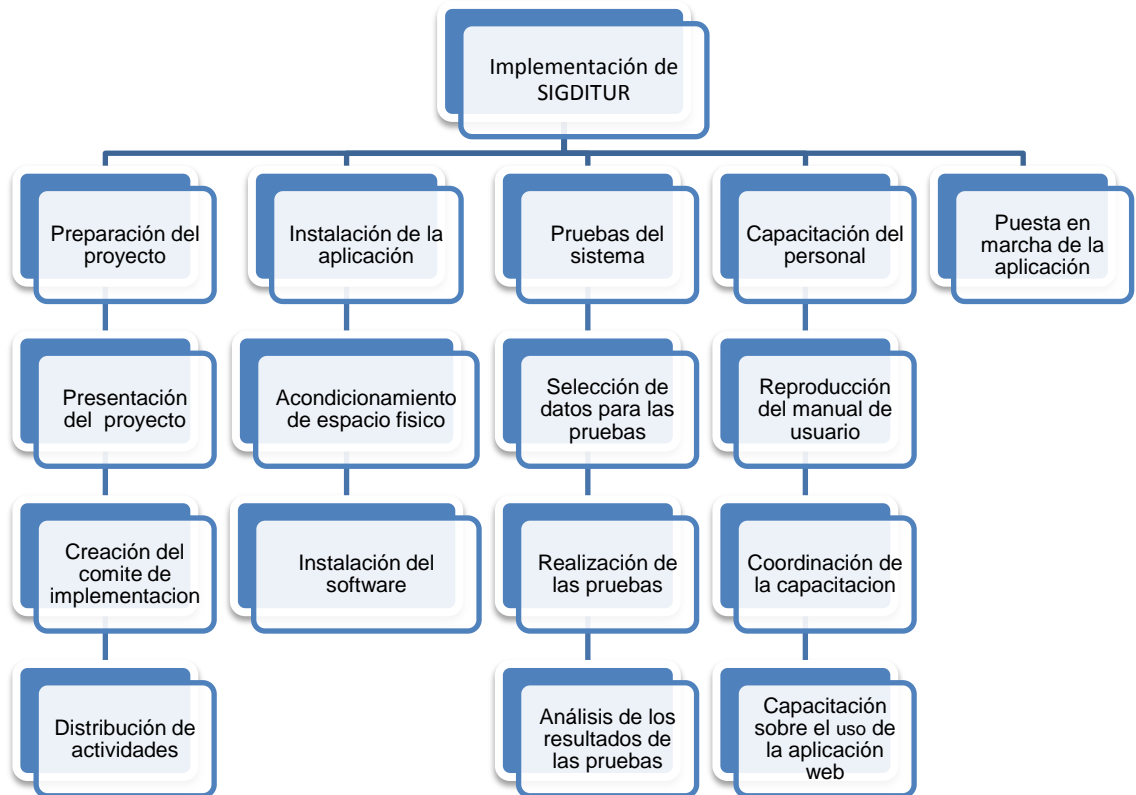 Implementación de
SIGDITUR
Preparación del
proyecto
Instalación de la
aplicación
Pruebas del
sistema
Capacitación del
personal
Puesta en
marcha de la
aplicación
Presentación
del proyecto
Acondicionamiento
de espacio fisico
Selección de
datos para las
pruebas
Reproducción
del manual de
usuario
Creación del
comite de
implementacion
Instalación del
software
Realización de
las pruebas
Coordinación de
la capacitacion
Distribución de
actividades
Análisis de los
resultados de
las pruebas
Capacitación
sobre el uso de
la aplicación
web